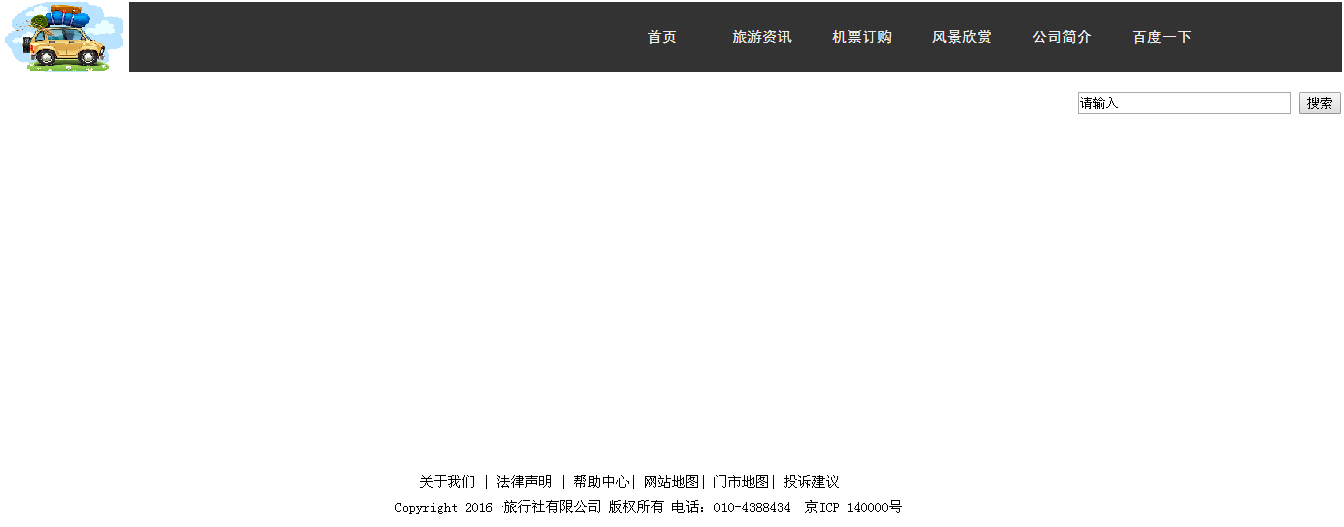 首页 旅游资讯 机票订购 风景欣赏 公司简介 百度一下
请输入 搜索
关于我们 | 法律声明 | 帮助中心| 网站地图| 门市地图| 投诉建议
Copyright 2016 旅行社有限公司 版权所有 电话：010-4388434 京ICP 140000号